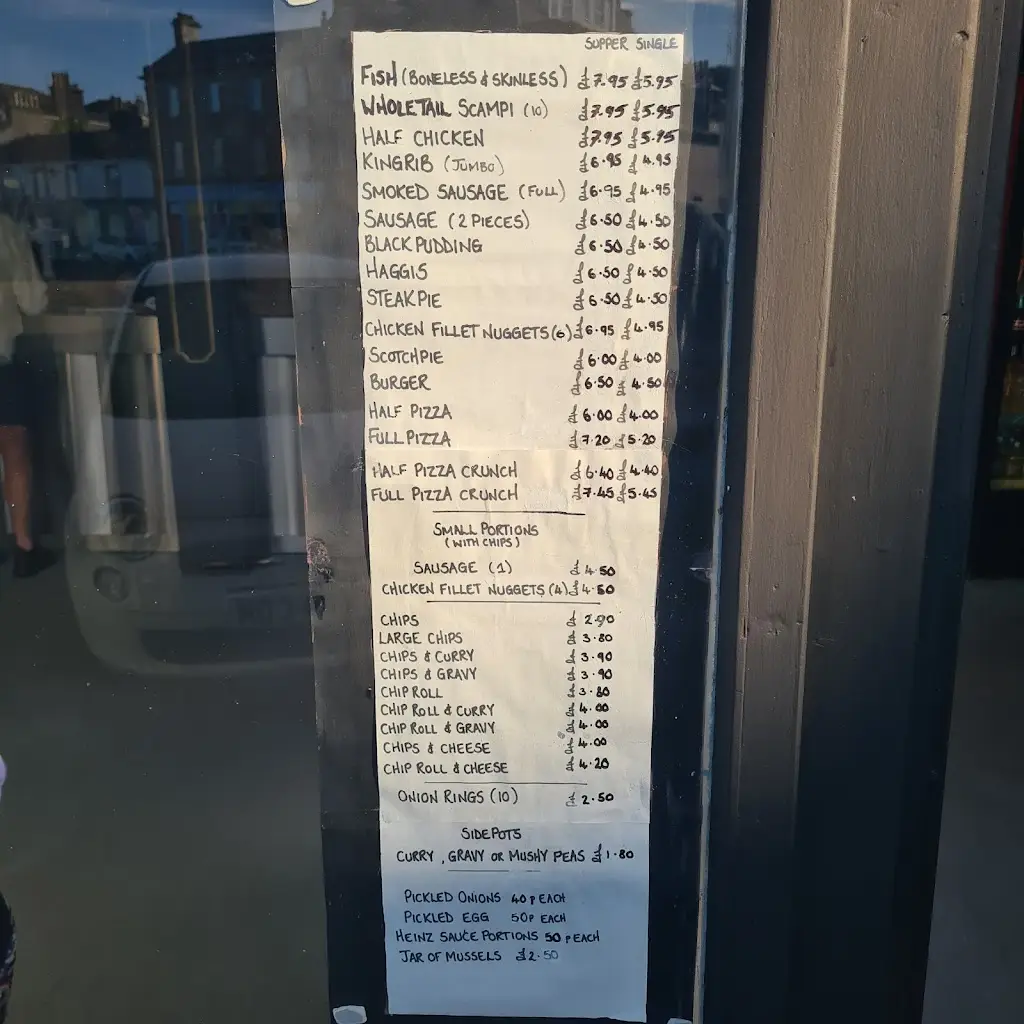 SUPPER SINGLE
FISH (BONELESS & SKINLESS) £7.95 £5.95
WHOLETAIL SCAMPI (10) £7.95 £5.95
HALF CHICKEN £7.95 £5.95
KINGRIB (JUMBO) £6.95 £4.95
SMOKED SAUSAGE (FULL) £6.95 £4.95
SAUSAGE (2 PIECES) £6.50 £4.50
BLACK PUDDING £6.50 £4.50
HAGGIS £6.50 £4.50
STEAK PIE £6.50 £4.50
CHICKEN FILLET NUGGETS (6) £6.95 £4.95
SCOTCH PIE £6.00 £4.00
BURGER £6.50 £4.50
HALF PIZZA £6.00 £4.00
FULL PIZZA £7.20 £5.20
HALF PIZZA CRUNCH £6.40 £4.40
FULL PIZZA CRUNCH £7.45 £5.45
SMALL PORTIONS
(WITH CHIPS)
SAUSAGE (1) £4.50
CHICKEN FILLET NUGGETS (4) £4.50
CHIPS £2.90
LARGE CHIPS £3.80
CHIPS & CURRY £3.90
CHIPS & GRAVY £3.90
CHIP ROLL £3.80
CHIP ROLL & CURRY £4.00
CHIP ROLL & GRAVY £4.00
CHIPS & CHEESE £4.00
CHIP ROLL & CHEESE £4.20
ONION RINGS (10) £2.50
SIDE POTS
CURRY, GRAVY OR MUSHY PEAS £1.80
PICKLED ONIONS 40P EACH
PICKLED EGG 50P EACH
HEINZ SAUCE PORTIONS 50P EACH
JAR OF MUSSELS £2.50